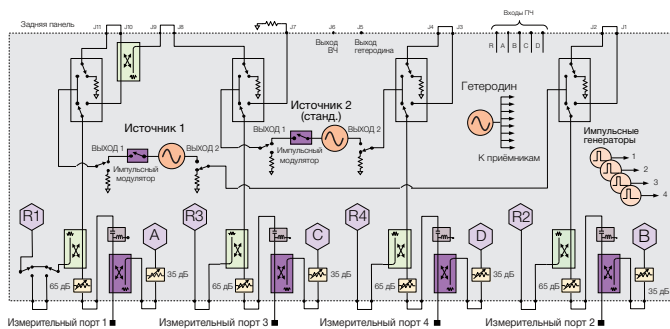 Задняя панель
J11 J10 J9 J8 J7 J6 J5 J4 J3 J2 J1
Входы ПЧ
R A B C D
Выход ВЧ
Выход гетеродина
Источник 1
ВЫХОД 1
ВЫХОД 2
Импульсный модулятор
Источник 2
(станд.)
ВЫХОД 1
ВЫХОД 2
Импульсный модулятор
Гетеродин
К приёмникам
Импульсные
генераторы
1
2
3
4
R1
A
R3
C
R4
D
R2
B
65 дБ
35 дБ
65 дБ
35 дБ
65 дБ
35 дБ
65 дБ
35 дБ
Измерительный порт 1
Измерительный порт 3
Измерительный порт 4
Измерительный порт 2